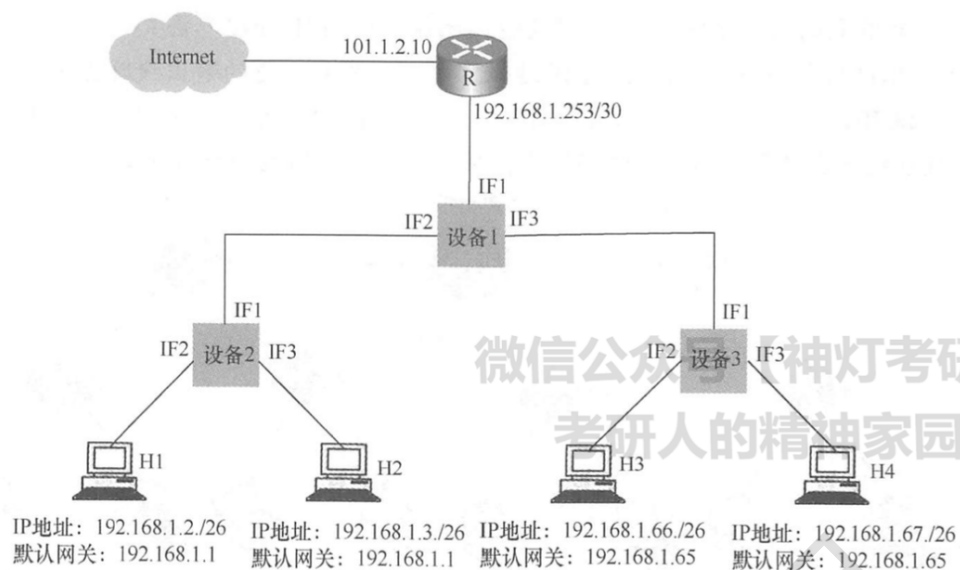 Internet
101.1.2.10
R
192.168.1.253/30
IF1
IF2
IF3
设备1
IF1
IF2
设备2
IF3
IF1
IF2
设备3
IF3
微信公众号【神灯考研
考研人的精神家园
H1
H2
H3
H4
IP地址：192.168.1.2./26
默认网关：192.168.1.1
IP地址：192.168.1.3./26
默认网关：192.168.1.1
IP地址：192.168.1.66./26
默认网关：192.168.1.65
IP地址：192.168.1.67./26
默认网关：192.168.1.65